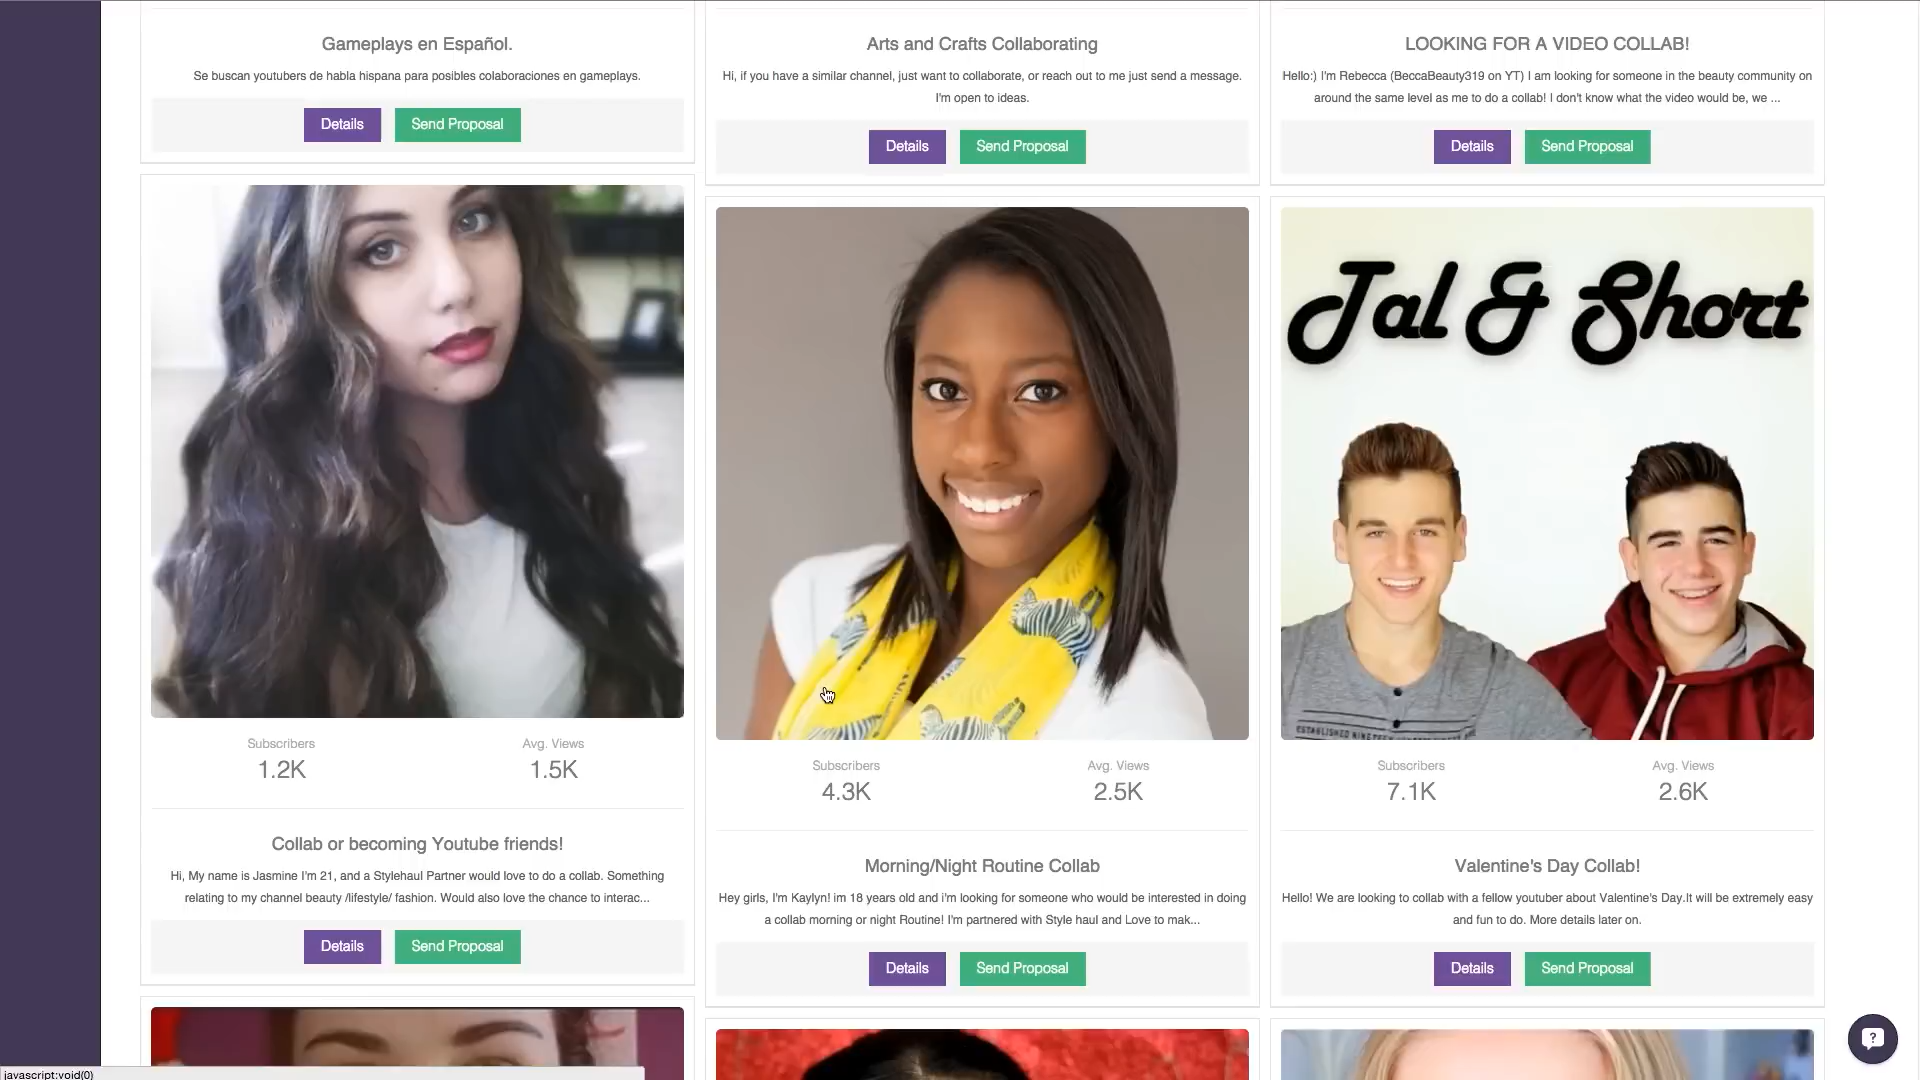 Gameplays en Español.
Se buscan youtubers de habla hispana para posibles colaboraciones en gameplays.
Details
Send Proposal
Arts and Crafts Collaborating
Hi, if you have a similar channel, just want to collaborate, or reach out to me just send a message.
I'm open to ideas.
Details
Send Proposal
LOOKING FOR A VIDEO COLLAB!
Hello:) I'm Rebecca (BeccaBeauty319 on YT) I am looking for someone in the beauty community on
around the same level as me to do a collab! I don't know what the video would be, we ...
Details
Send Proposal
Subscribers
1.2K
Avg. Views
1.5K
Collab or becoming Youtube friends!
Hi, My name is Jasmine I'm 21, and a Stylehaul Partner would love to do a collab. Something
relating to my channel beauty /lifestyle/ fashion. Would also love the chance to interac...
Details
Send Proposal
Subscribers
4.3K
Avg. Views
2.5K
Morning/Night Routine Collab
Hey girls, I'm Kaylyn! im 18 years old and i'm looking for someone who would be interested in doing
a collab morning or night Routine! I'm partnered with Style haul and Love to mak...
Details
Send Proposal
Tal & Short
Subscribers
7.1K
Avg. Views
2.6K
Valentine's Day Collab!
Hello! We are looking to collab with a fellow youtuber about Valentine's Day.It will be extremely easy
and fun to do. More details later on.
Details
Send Proposal
?
javascript:void(0)